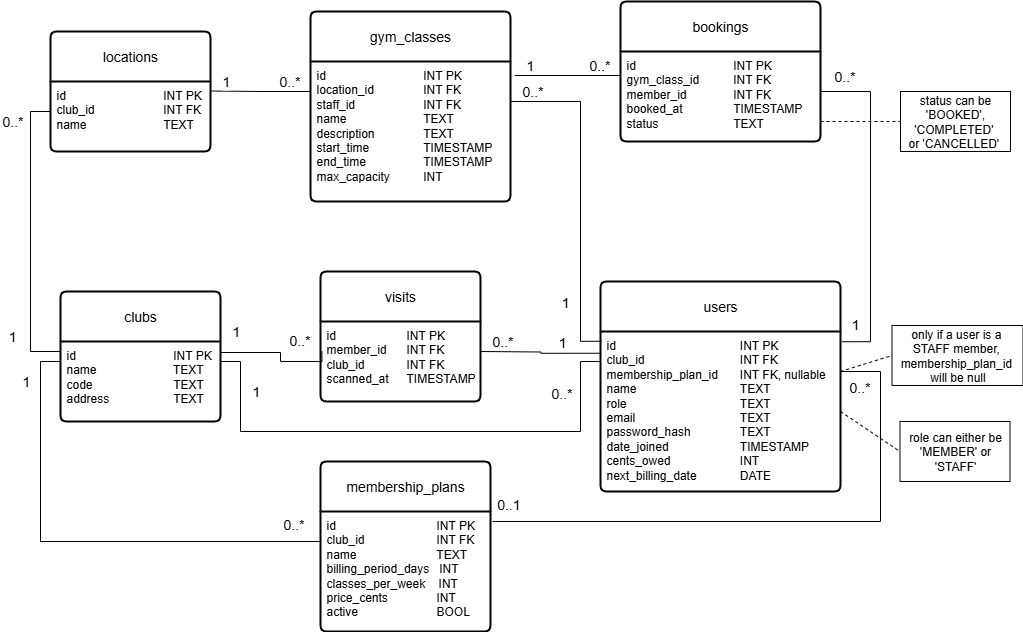 locations
id INT PK
club_id INT FK
name TEXT
gym_classes
id INT PK
location_id INT FK
staff_id INT FK
name TEXT
description TEXT
start_time TIMESTAMP
end_time TIMESTAMP
max_capacity INT
bookings
id INT PK
gym_class_id INT FK
member_id INT FK
booked_at TIMESTAMP
status TEXT
status can be
'BOOKED',
'COMPLETED'
or 'CANCELLED'
1
0..*
1
0..*
0..*
0..*
0..*
1
1
clubs
id INT PK
name TEXT
code TEXT
address TEXT
1
0..*
1
visits
id INT PK
member_id INT FK
club_id INT FK
scanned_at TIMESTAMP
0..*
1
1
0..*
users
id INT PK
club_id INT FK
membership_plan_id INT FK, nullable
name TEXT
role TEXT
email TEXT
password_hash TEXT
date_joined TIMESTAMP
cents_owed INT
next_billing_date DATE
1
0..*
only if a user is a
STAFF member,
membership_plan_id
will be null
role can either be
'MEMBER' or
'STAFF'
membership_plans
id INT PK
club_id INT FK
name TEXT
billing_period_days INT
classes_per_week INT
price_cents INT
active BOOL
0..*
0..1